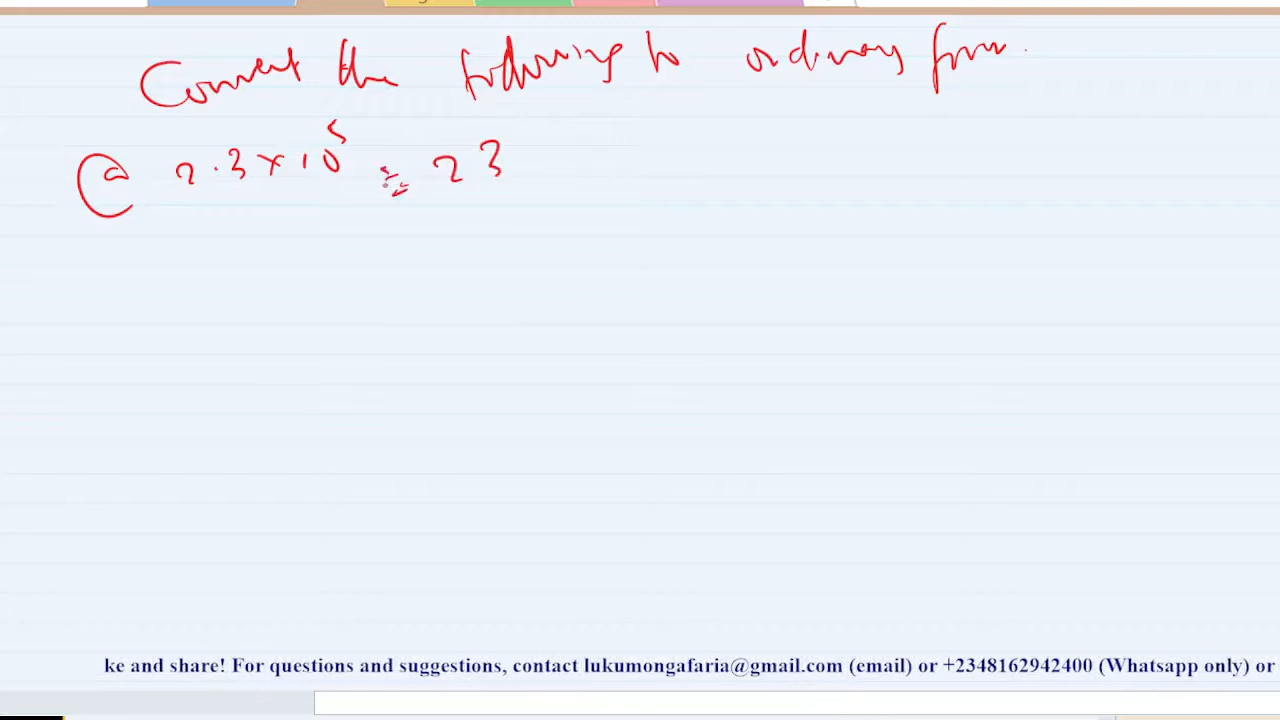 Convert the following to ordinary form.
(a) 2.3 × 10⁵ = 23
ke and share! For questions and suggestions, contact lukumongafaria@gmail.com (email) or +2348162942400 (Whatsapp only) or